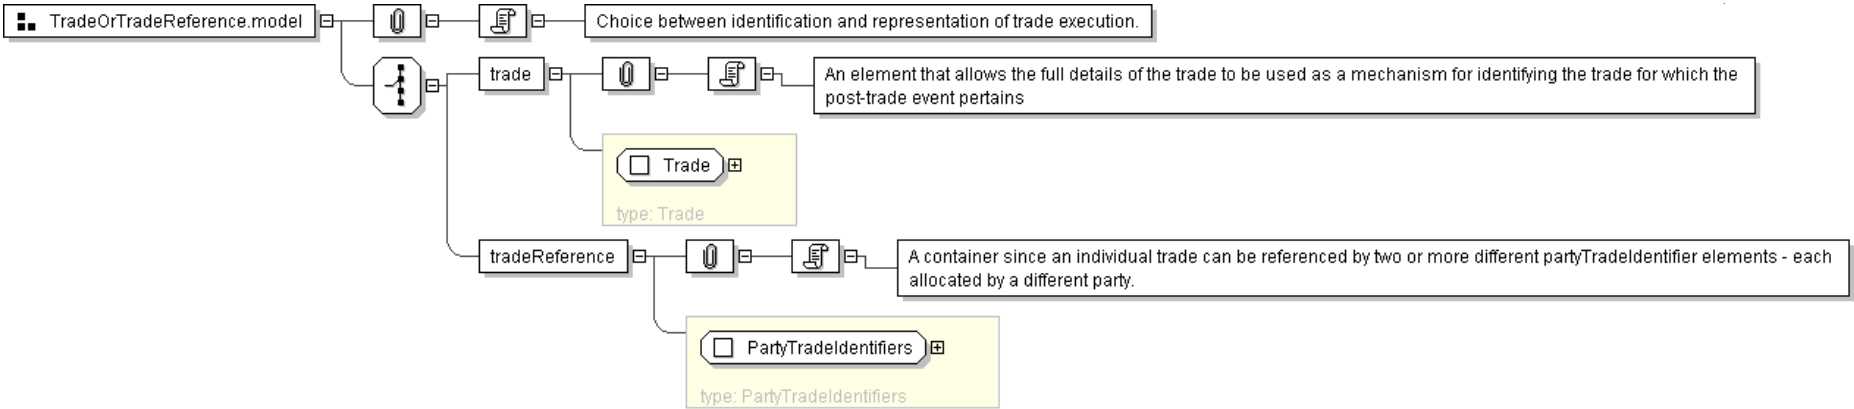 TradeOrTradeReference.model
Choice between identification and representation of trade execution.
trade
An element that allows the full details of the trade to be used as a mechanism for identifying the trade for which the
post-trade event pertains
Trade
type: Trade
tradeReference
A container since an individual trade can be referenced by two or more different partyTradeIdentifier elements - each
allocated by a different party.
PartyTradeIdentifiers
type: PartyTradeIdentifiers